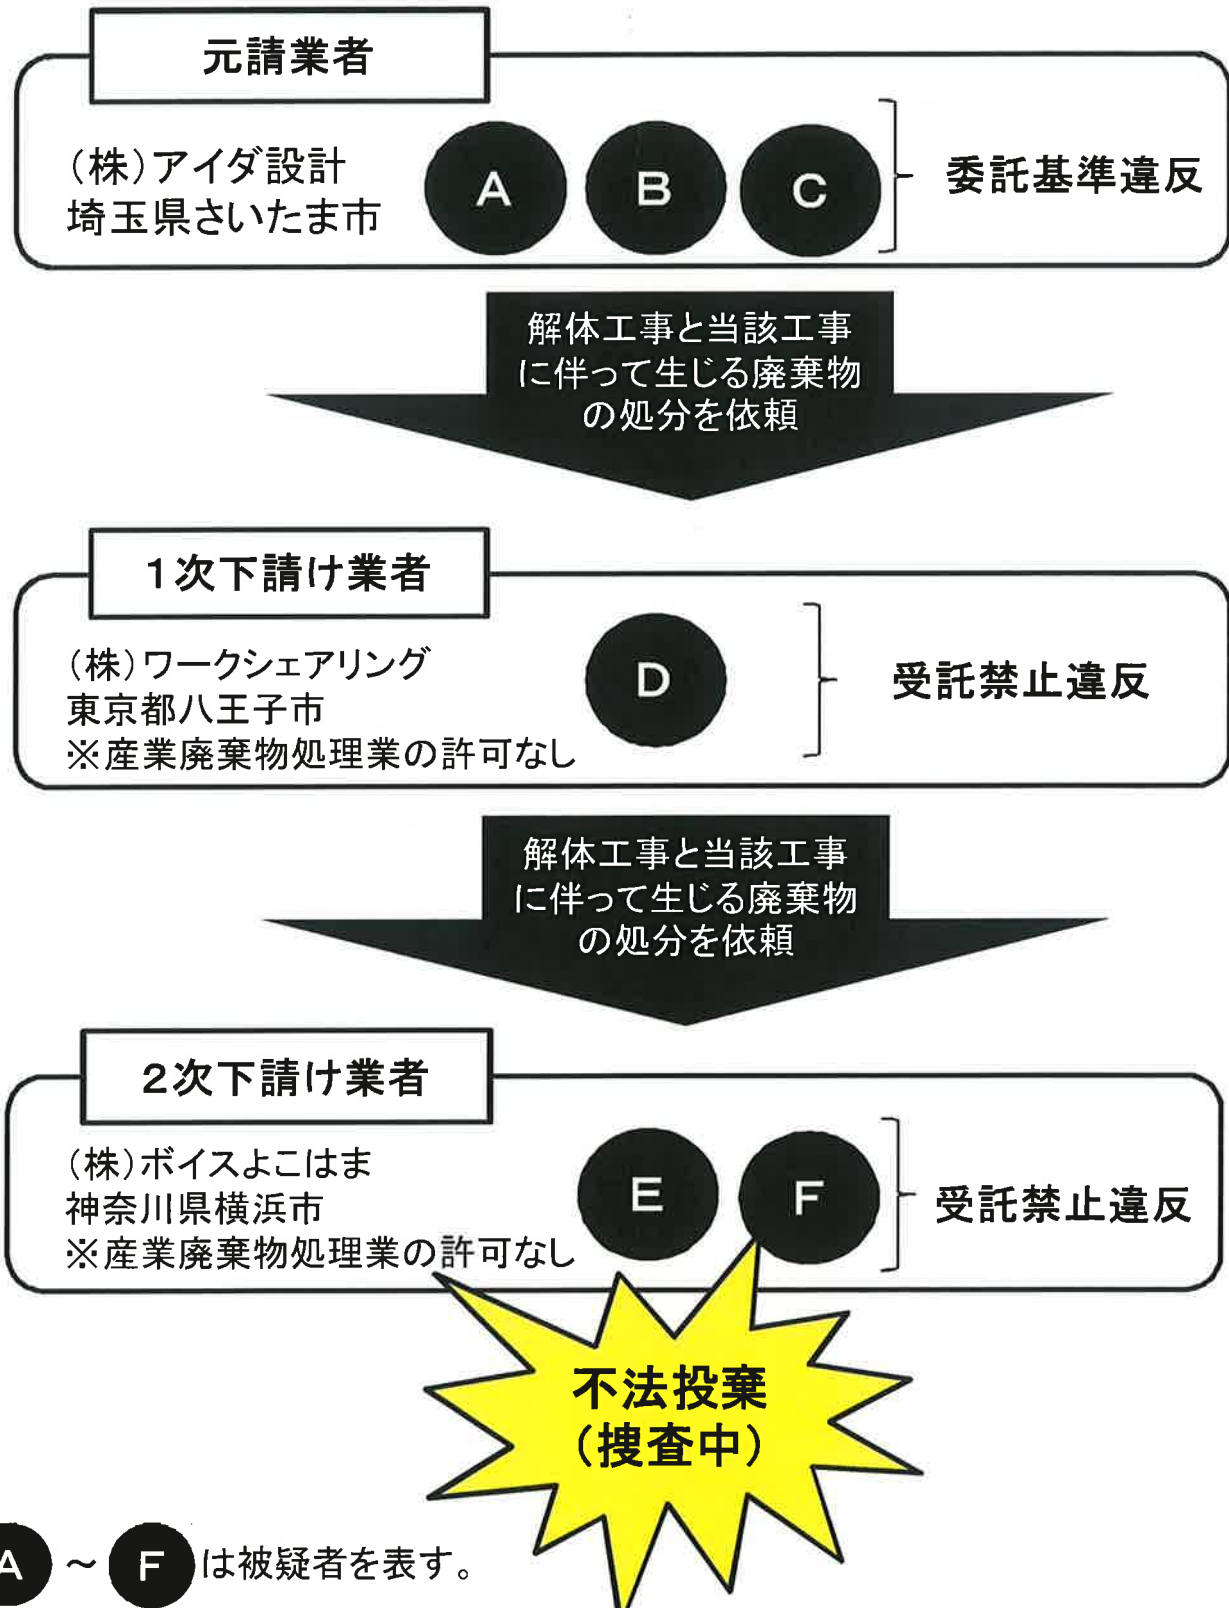 元請業者
(株)アイダ設計
埼玉県さいたま市
A B C
委託基準違反
解体工事と当該工事
に伴って生じる廃棄物
の処分を依頼
1次下請け業者
(株)ワークシェアリング
東京都八王子市
※産業廃棄物処理業の許可なし
D
受託禁止違反
解体工事と当該工事
に伴って生じる廃棄物
の処分を依頼
2次下請け業者
(株)ボイスよこはま
神奈川県横浜市
※産業廃棄物処理業の許可なし
E F
受託禁止違反
不法投棄
(捜査中)
A ～ F は被疑者を表す。